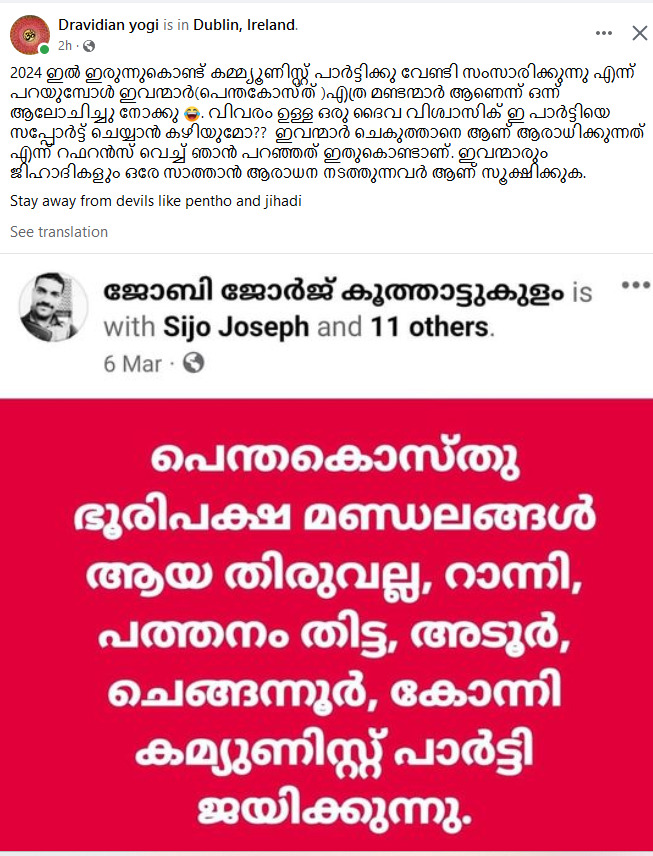 Dravidian yogi is in Dublin, Ireland.
2h ·
2024 ഇൽ ഇരുന്നുകൊണ്ട് കമ്മ്യൂണിസ്റ്റ് പാർട്ടിക്കു വേണ്ടി സംസാരിക്കുന്നു എന്ന്
പറയുമ്പോൾ ഇവന്മാർ(പെന്തകോസ്ത് )എത്ര മണ്ടന്മാർ ആണെന്ന് ഒന്ന്
ആലോചിച്ചു നോക്കു 😂. വിവരം ഉള്ള ഒരു ദൈവ വിശ്വാസിക് ഇ പാർട്ടിയെ
സപ്പോർട്ട് ചെയ്യാൻ കഴിയുമോ?? ഇവന്മാർ ചെകുത്താനെ ആണ് ആരാധിക്കുന്നത്
എന്ന് റഫറൻസ് വെച്ച് ഞാൻ പറഞ്ഞത് ഇതുകൊണ്ടാണ്. ഇവന്മാരും
ജിഹാദികളും ഒരേ സാത്താൻ ആരാധന നടത്തുന്നവർ ആണ് സൂക്ഷിക്കുക.
Stay away from devils like pentho and jihadi
See translation
ജോബി ജോർജ് കൂത്താട്ടുകുളം is
with Sijo Joseph and 11 others.
6 Mar ·
പെന്തകൊസ്തു
ഭൂരിപക്ഷ മണ്ഡലങ്ങൾ
ആയ തിരുവല്ല, റാന്നി,
പത്തനം തിട്ട, അടൂർ,
ചെങ്ങന്നൂർ, കോന്നി
കമ്യുണിസ്റ്റ് പാർട്ടി
ജയിക്കുന്നു.